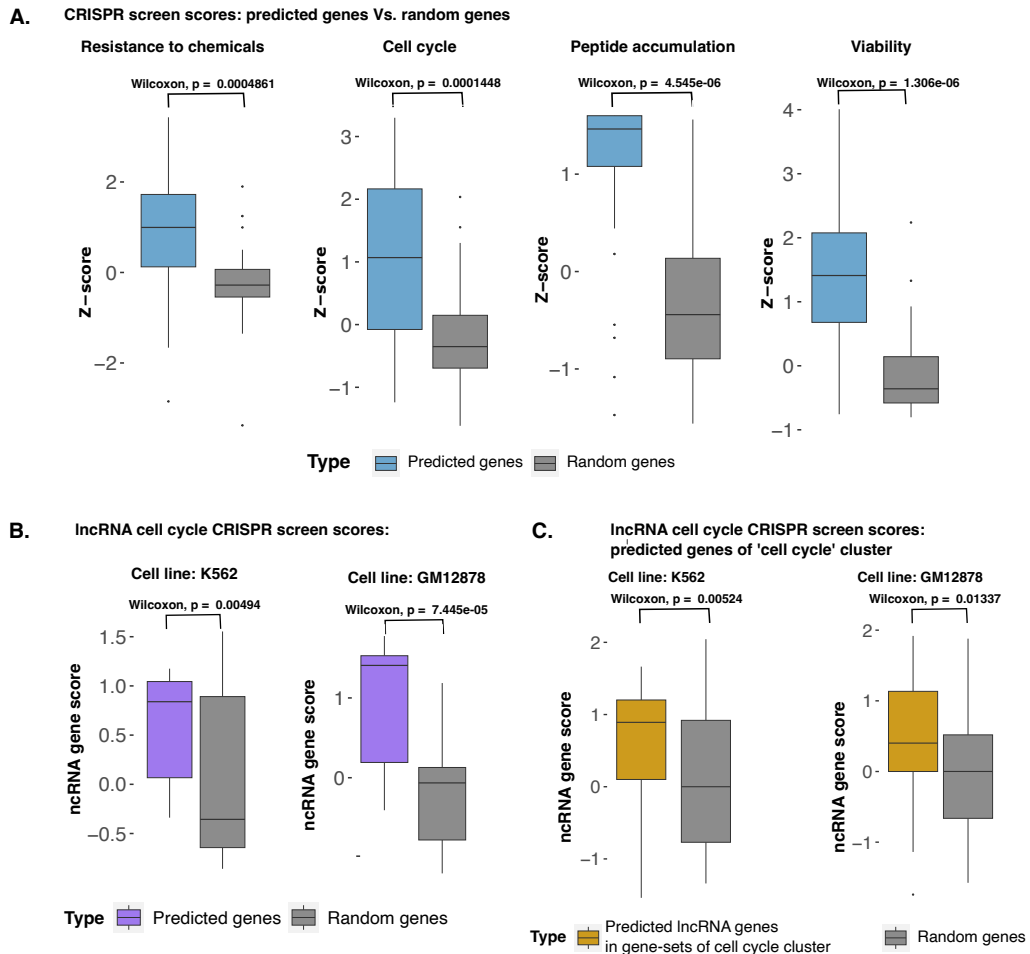 A. CRISPR screen scores: predicted genes Vs. random genes
Resistance to chemicals
Wilcoxon, p = 0.0004861
Z−score
2
0
−2
Cell cycle
Wilcoxon, p = 0.0001448
Z−score
3
2
1
0
−1
Peptide accumulation
Wilcoxon, p = 4.545e-06
Z−score
1
0
−1
Viability
Wilcoxon, p = 1.306e-06
Z−score
4
3
2
1
0
−1
Type Predicted genes Random genes
B. lncRNA cell cycle CRISPR screen scores:
Cell line: K562
Wilcoxon, p = 0.00494
ncRNA gene score
1.5
1.0
0.5
0.0
−0.5
Cell line: GM12878
Wilcoxon, p = 7.445e-05
ncRNA gene score
1
0
Type Predicted genes Random genes
C. lncRNA cell cycle CRISPR screen scores:
predicted genes of 'cell cycle' cluster
Cell line: K562
Wilcoxon, p = 0.00524
ncRNA gene score
2
1
0
−1
Cell line: GM12878
Wilcoxon, p = 0.01337
ncRNA gene score
2
1
0
−1
Type Predicted lncRNA genes
in gene-sets of cell cycle cluster
Random genes